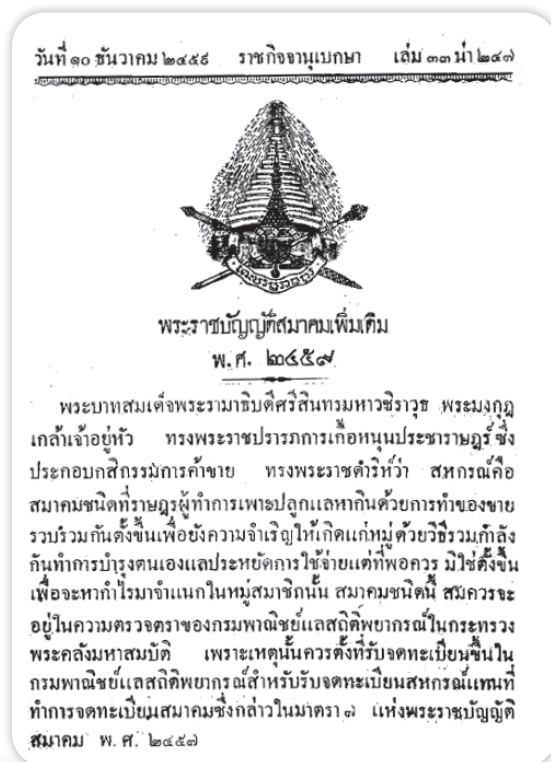 วันที่ ๑๐ ธันวาคม ๒๔๕๙ ราชกิจจานุเบกษา เล่ม ๓๓ น่า ๒๔๗
พระราชบัญญัติสมาคมเพิ่มเติม
พ.ศ. ๒๔๕๙
พระบาทสมเด็จพระรามาธิบดีศรีสินทรมหาวชิราวุธ พระมงกุฎ
เกล้าเจ้าอยู่หัว ทรงพระราชปรารภการเกื้อหนุนประชาราษฎร์ ซึ่ง
ประกอบกสิกรรมการค้าขาย ทรงพระราชดำริห์ว่า สหกรณ์คือ
สมาคมชนิดที่ราษฎรผู้ทำการเพาะปลูกแลหากินด้วยการทำของขาย
รวบรวมกันตั้งขึ้นเพื่อยังความจำเริญให้เกิดแก่หมู่ด้วยวิธีรวมกำลัง
กันทำการบำรุงตนเองแลประหยัดการใช้จ่ายแต่ที่พอควร มิใช่ตั้งขึ้น
เพื่อจะหากำไรมาจำแนกในหมู่สมาชิกนั้น สมาคมชนิดนี้ สมควรจะ
อยู่ในความตรวจตราของกรมพาณิชย์แลสถิติพยากรณ์ในกระทรวง
พระคลังมหาสมบัติ เพราะเหตุนั้นควรตั้งที่รับจดทะเบียนขึ้นใน
กรมพาณิชย์แลสถิติพยากรณ์สำหรับรับจดทะเบียนสหกรณ์แทนที่
ทำการจดทะเบียนสมาคมซึ่งกล่าวในมาตรา ๘ แห่งพระราชบัญญัติ
สมาคม พ.ศ. ๒๔๕๗